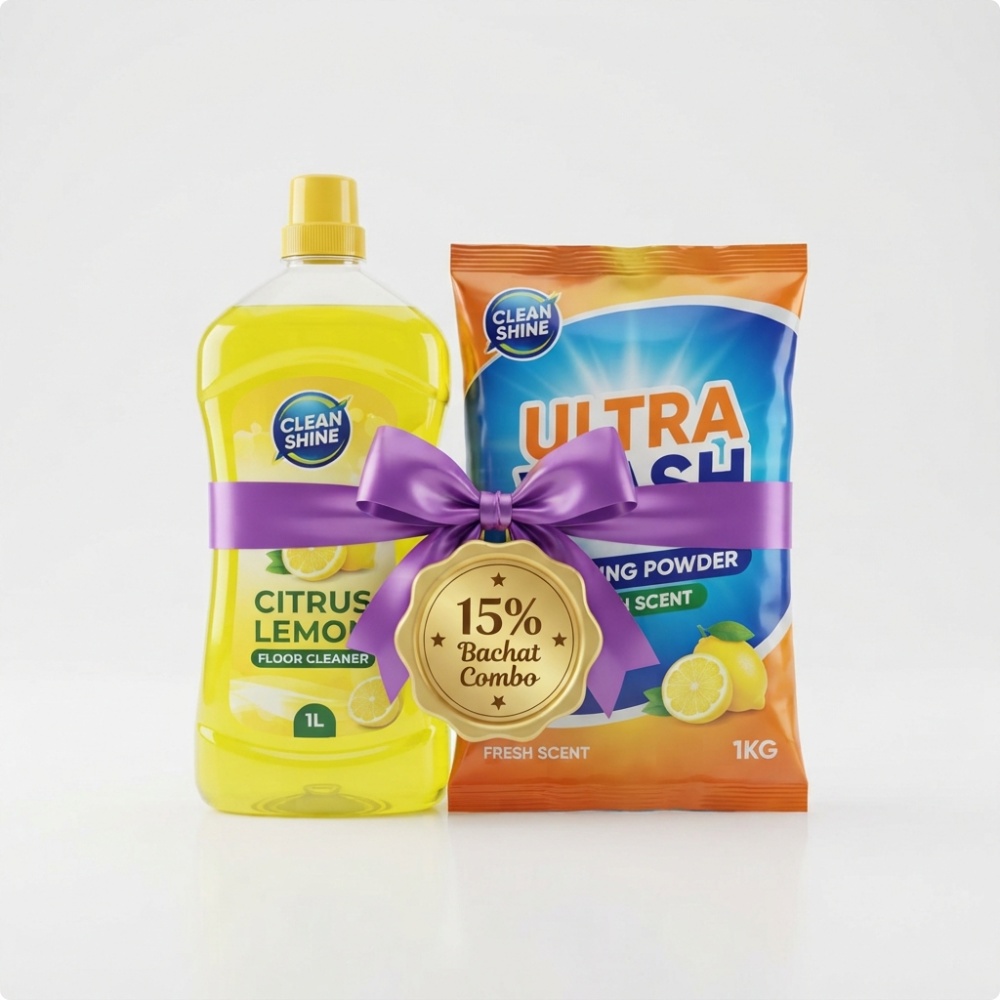 CLEAN
SHINE
CITRUS
LEMON
FLOOR CLEANER
1L
CLEAN
SHINE
ULTRA
POWDER
SCENT
FRESH SCENT
1KG
15%
Bachat
Combo